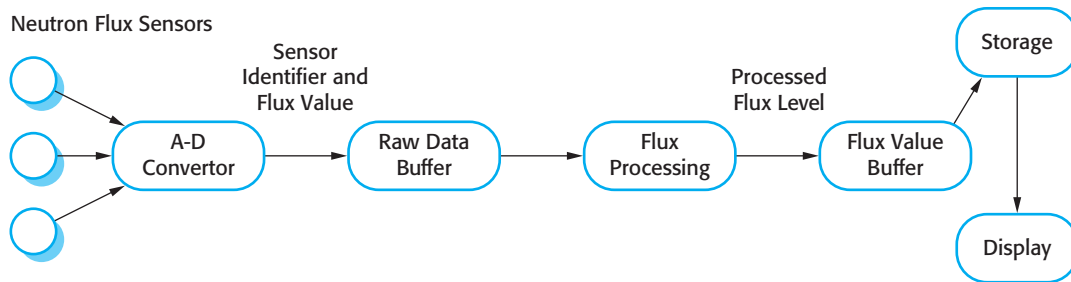 Neutron Flux Sensors
Sensor
Identifier and
Flux Value
Processed
Flux Level
Storage
A-D
Convertor
Raw Data
Buffer
Flux
Processing
Flux Value
Buffer
Display